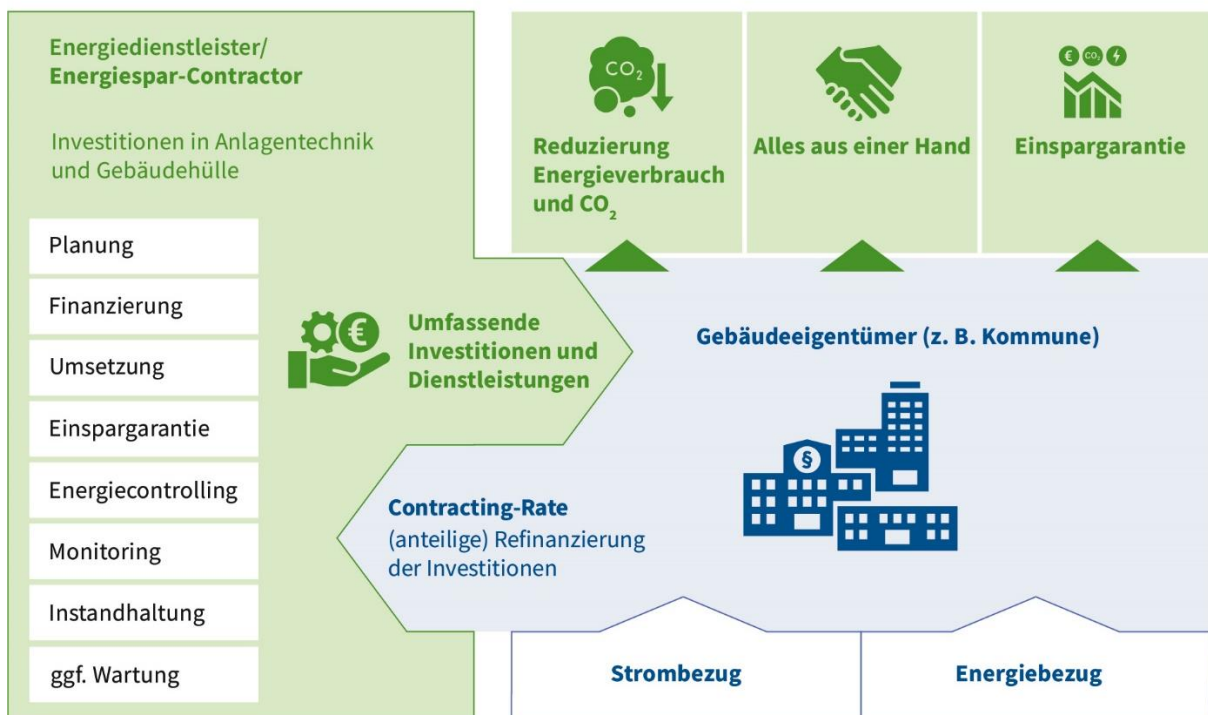 Energiedienstleister/
Energiespar-Contractor
Investitionen in Anlagentechnik
und Gebäudehülle
Planung
Finanzierung
Umsetzung
Einspargarantie
Energiecontrolling
Monitoring
Instandhaltung
ggf. Wartung
€
Umfassende
Investitionen und
Dienstleistungen
Contracting-Rate
(anteilige) Refinanzierung
der Investitionen
CO₂
Reduzierung
Energieverbrauch
und CO₂
Alles aus einer Hand
€ CO₂
Einspargarantie
Gebäudeeigentümer (z. B. Kommune)
§
Strombezug
Energiebezug